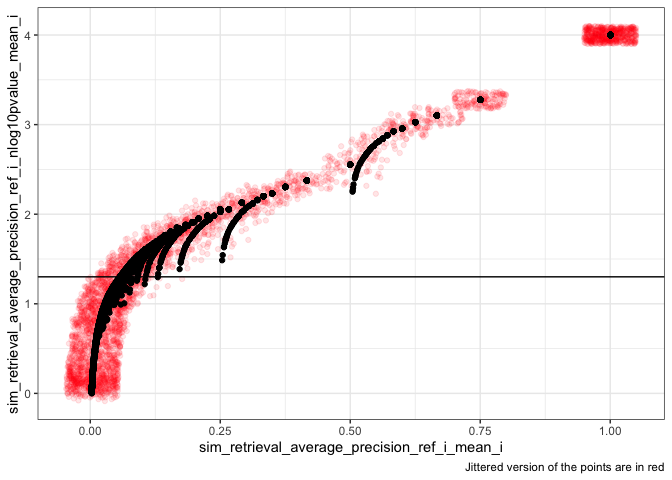 sim_retrieval_average_precision_ref_i_nlog10pvalue_mean_i
4
3
2
1
0
0.00 0.25 0.50 0.75 1.00
sim_retrieval_average_precision_ref_i_mean_i
Jittered version of the points are in red